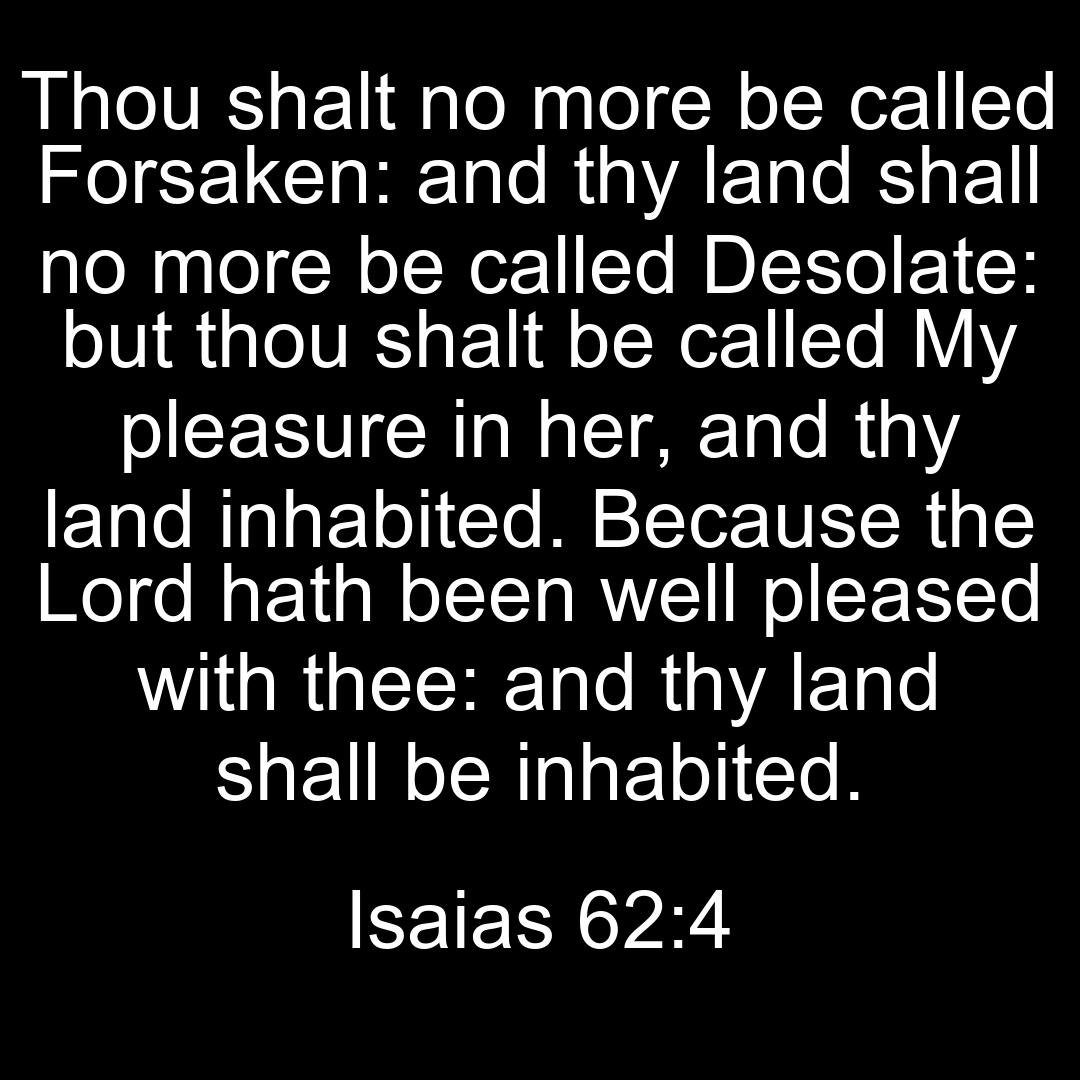 Thou shalt no more be called
Forsaken: and thy land shall
no more be called Desolate:
but thou shalt be called My
pleasure in her, and thy
land inhabited. Because the
Lord hath been well pleased
with thee: and thy land
shall be inhabited.
Isaias 62:4